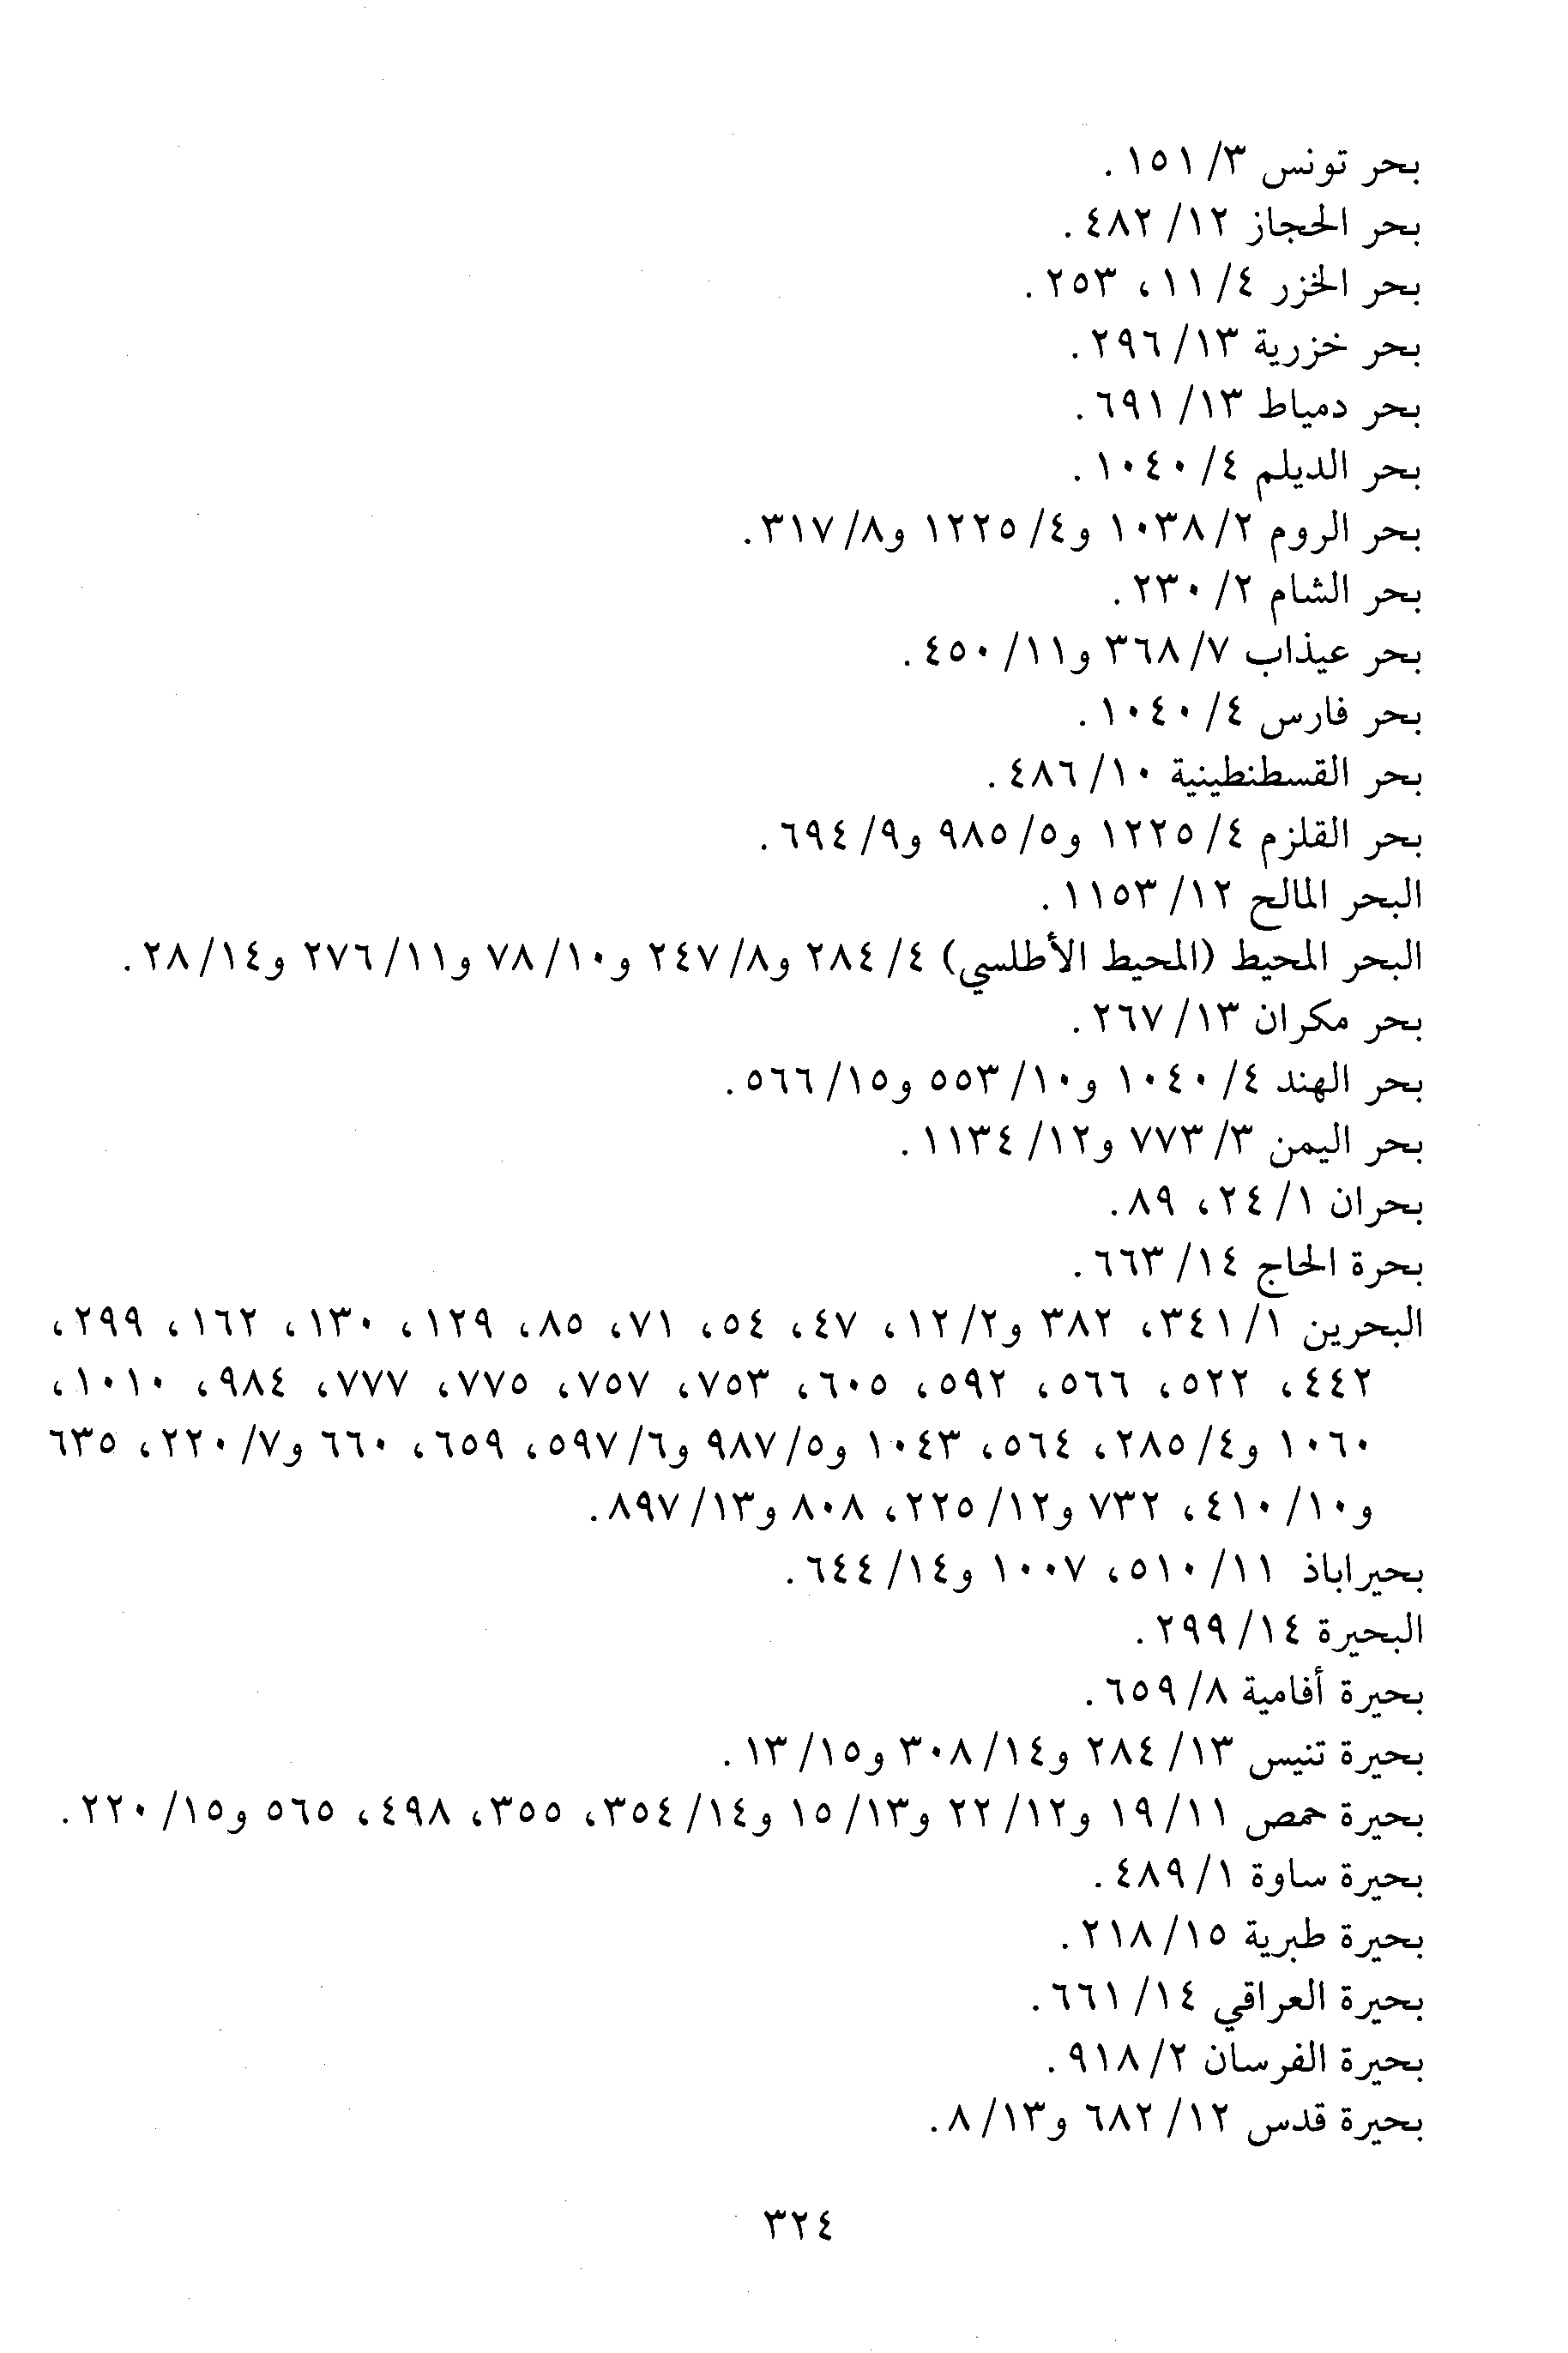 بحر تونس ٣/ ١٥١.
بحر الحجاز ١٢/ ٤٨٢.
بحر الخزر ٤/ ١١، ٢٥٣.
بحر خزرية ١٣/ ٢٩٦.
بحر دمياط ١٣/ ٦٩١.
بحر الديلم ٤/ ١٠٤٠.
بحر الروم ٢/ ١٠٣٨ و٤/ ١٢٢٥ و٨/ ٣١٧.
بحر الشام ٢/ ٢٣٠.
بحر عيذاب ٧/ ٣٦٨ و١١/ ٤٥٠.
بحر فارس ٤/ ١٠٤٠.
بحر القسطنطينية ١٠/ ٤٨٦.
بحر القلزم ٤/ ١٢٢٥ و٥/ ٩٨٥ و٩/ ٦٩٤.
البحر المالح ١٢/ ١١٥٣.
البحر المحيط (المحيط الأطلسي) ٤/ ٢٨٤ و٨/ ٢٤٧ و١٠/ ٧٨ و١١/ ٢٧٦ و١٤/ ٢٨.
بحر مكران ١٣/ ٢٦٧.
بحر الهند ٤/ ١٠٤٠ و١٠/ ٥٥٣ و١٥/ ٥٦٦.
بحر اليمن ٣/ ٧٧٣ و١٢/ ١١٣٤.
بحران ١/ ٢٤، ٨٩.
بحرة الحاج ١٤/ ٦٦٣.
البحرين ١/ ٣٤١، ٣٨٢ و٢/ ١٢، ٤٧، ٥٤، ٧١، ٨٥، ١٢٩، ١٣٠، ١٦٢، ٢٩٩،
٤٤٢، ٥٢٢، ٥٦٦، ٥٩٢، ٦٠٥، ٧٥٣، ٧٥٧، ٧٧٥، ٧٧٧، ٩٨٤، ١٠١٠،
١٠٦٠ و٤/ ٢٨٥، ٥٦٤، ١٠٤٣ و٥/ ٩٨٧ و٦/ ٥٩٧، ٦٥٩، ٦٦٠ و٧/ ٢٢٠، ٦٣٥
و١٠/ ٤١٠، ٧٣٢ و١٢/ ٢٢٥، ٨٠٨ و١٣/ ٨٩٧.
بحيراباذ ١١/ ٥١٠، ١٠٠٧ و١٤/ ٦٤٤.
البحيرة ١٤/ ٢٩٩.
بحيرة أفامية ٨/ ٦٥٩.
بحيرة تنيس ١٣/ ٢٨٤ و١٤/ ٣٠٨ و١٥/ ١٣.
بحيرة حمص ١١/ ١٩ و١٢/ ٢٢ و١٣/ ١٥ و١٤/ ٣٥٤، ٣٥٥، ٤٩٨، ٥٦٥ و١٥/ ٢٢٠.
بحيرة ساوة ١/ ٤٨٩.
بحيرة طبرية ١٥/ ٢١٨.
بحيرة العراقي ١٤/ ٦٦١.
بحيرة الفرسان ٢/ ٩١٨.
بحيرة قدس ١٢/ ٦٨٢ و١٣/ ٨.
٣٢٤